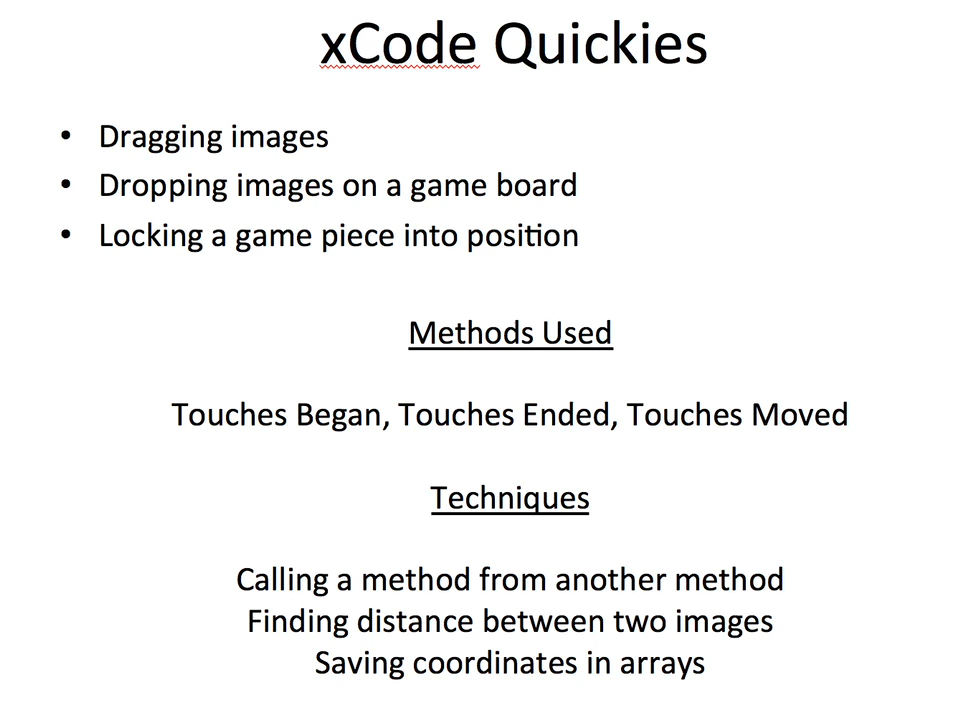 xCode Quickies
• Dragging images
• Dropping images on a game board
• Locking a game piece into position
Methods Used
Touches Began, Touches Ended, Touches Moved
Techniques
Calling a method from another method
Finding distance between two images
Saving coordinates in arrays